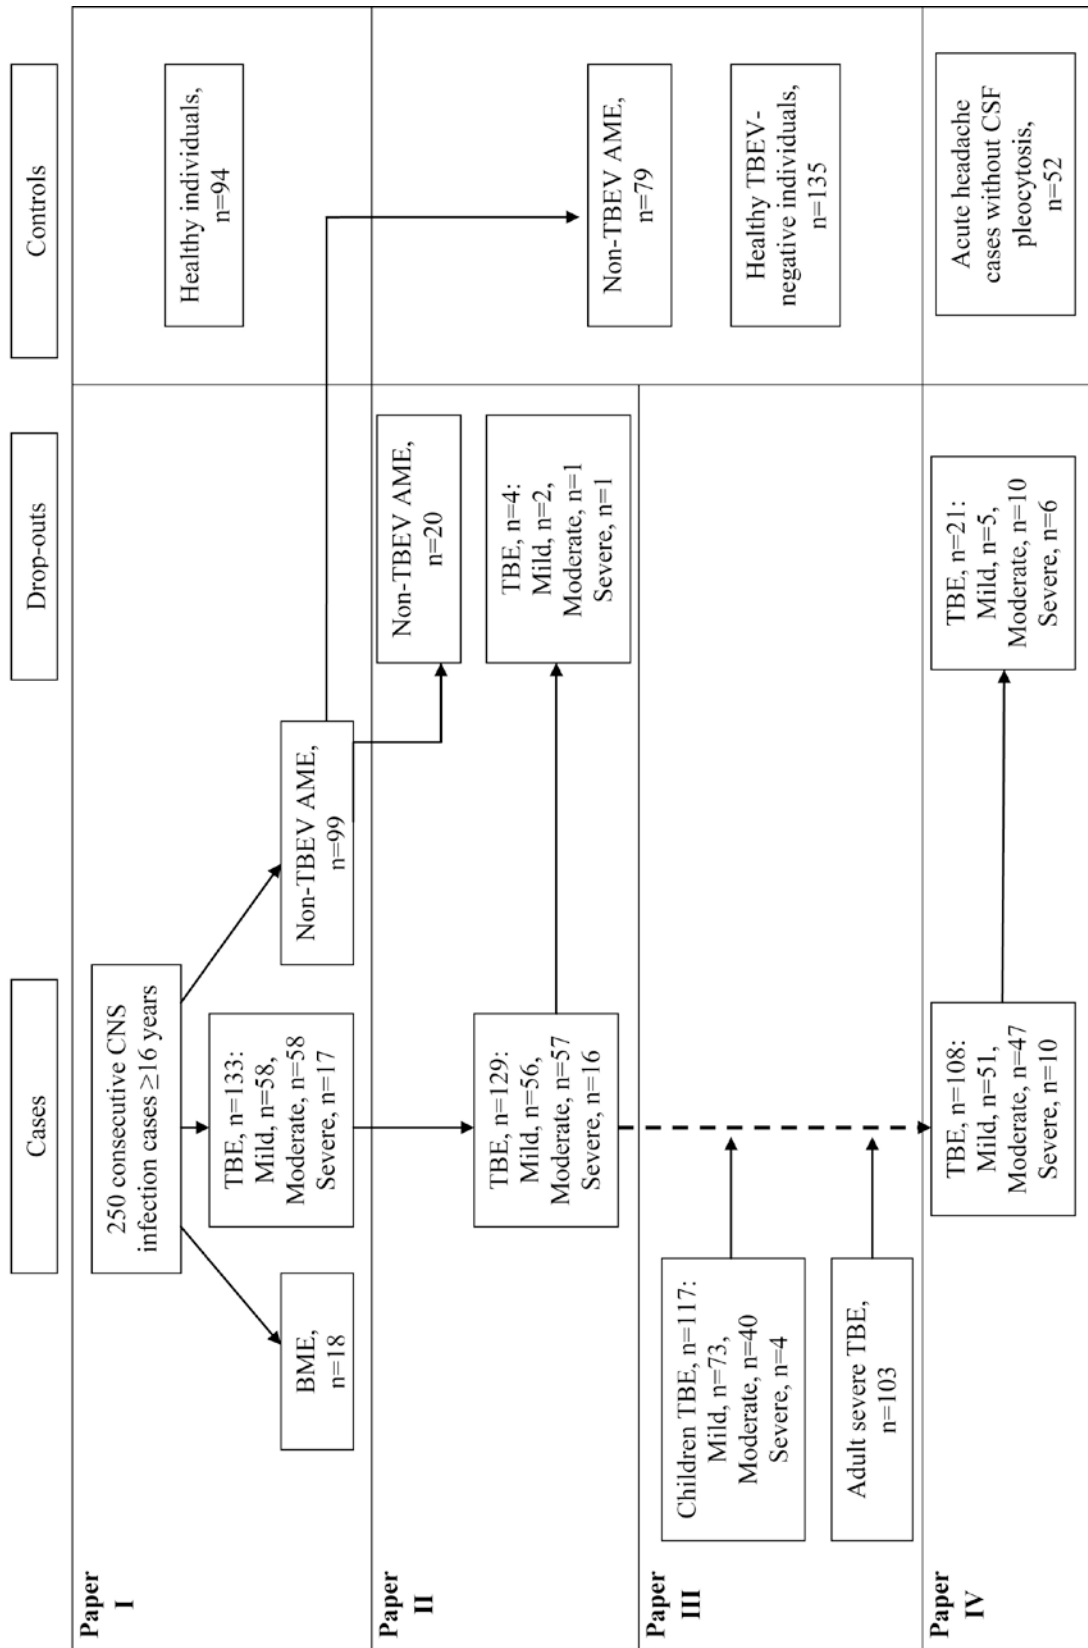 Cases
Drop-outs
Controls
Paper
I
250 consecutive CNS
infection cases ≥16 years
BME,
n=18
TBE, n=133:
Mild, n=58,
Moderate, n=58
Severe, n=17
Non-TBEV AME,
n=99
Healthy individuals,
n=94
Paper
II
TBE, n=129:
Mild, n=56,
Moderate, n=57
Severe, n=16
Non-TBEV AME,
n=20
TBE, n=4:
Mild, n=2,
Moderate, n=1
Severe, n=1
Non-TBEV AME,
n=79
Healthy TBEV-
negative individuals,
n=135
Paper
III
Children TBE, n=117:
Mild, n=73,
Moderate, n=40
Severe, n=4
Adult severe TBE,
n=103
Paper
IV
TBE, n=108:
Mild, n=51,
Moderate, n=47
Severe, n=10
TBE, n=21:
Mild, n=5,
Moderate, n=10
Severe, n=6
Acute headache
cases without CSF
pleocytosis,
n=52